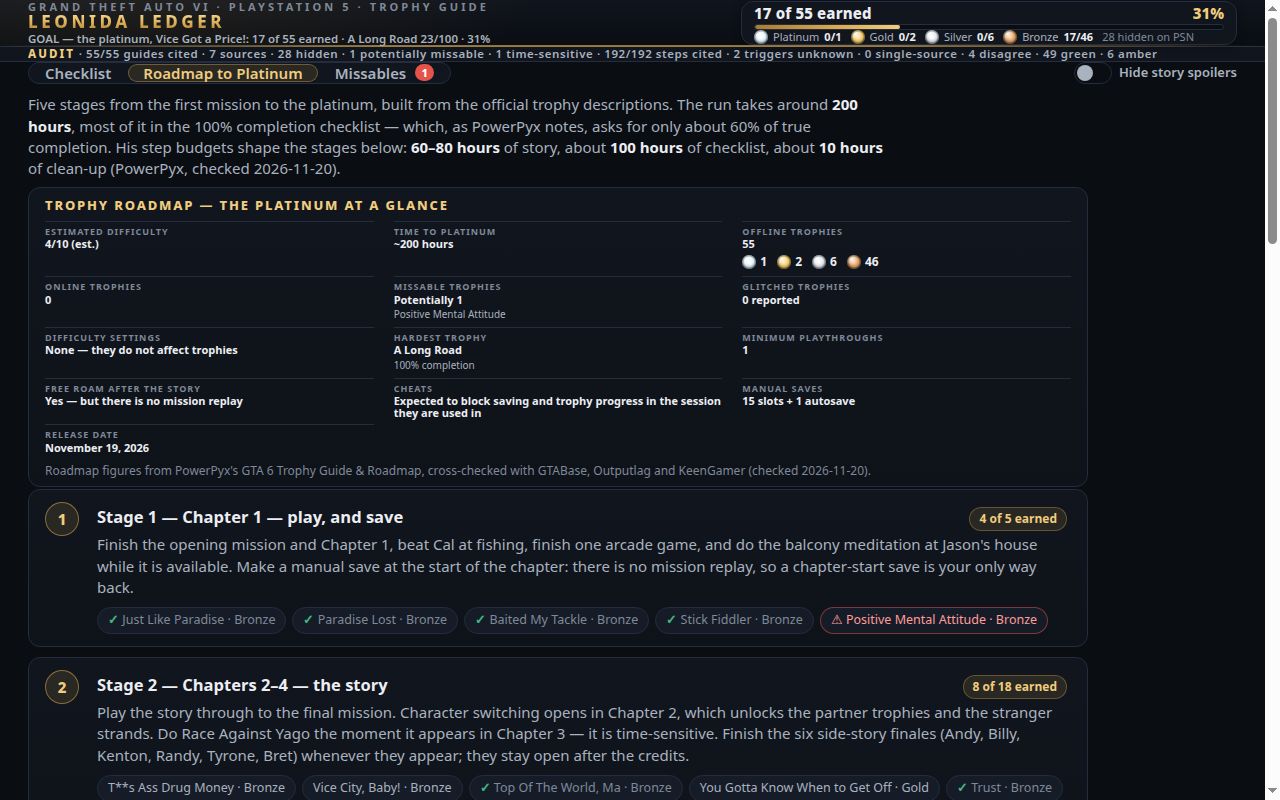 GRAND THEFT AUTO VI · PLAYSTATION 5 · TROPHY GUIDE
LEONIDA LEDGER
GOAL — the platinum, Vice Got a Price!: 17 of 55 earned · A Long Road 23/100 · 31%
17 of 55 earned 31%
Platinum 0/1 Gold 0/2 Silver 0/6 Bronze 17/46 28 hidden on PSN
AUDIT · 55/55 guides cited · 7 sources · 28 hidden · 1 potentially missable · 1 time-sensitive · 192/192 steps cited · 2 triggers unknown · 0 single-source · 4 disagree · 49 green · 6 amber
Checklist Roadmap to Platinum Missables 1 Hide story spoilers
Five stages from the first mission to the platinum, built from the official trophy descriptions. The run takes around 200
hours, most of it in the 100% completion checklist — which, as PowerPyx notes, asks for only about 60% of true
completion. His step budgets shape the stages below: 60–80 hours of story, about 100 hours of checklist, about 10 hours
of clean-up (PowerPyx, checked 2026-11-20).
TROPHY ROADMAP — THE PLATINUM AT A GLANCE
ESTIMATED DIFFICULTY
4/10 (est.)
TIME TO PLATINUM
~200 hours
OFFLINE TROPHIES
55
1 2 6 46
ONLINE TROPHIES
0
MISSABLE TROPHIES
Potentially 1
Positive Mental Attitude
GLITCHED TROPHIES
0 reported
DIFFICULTY SETTINGS
None — they do not affect trophies
HARDEST TROPHY
A Long Road
100% completion
MINIMUM PLAYTHROUGHS
1
FREE ROAM AFTER THE STORY
Yes — but there is no mission replay
CHEATS
Expected to block saving and trophy progress in the session
they are used in
MANUAL SAVES
15 slots + 1 autosave
RELEASE DATE
November 19, 2026
Roadmap figures from PowerPyx's GTA 6 Trophy Guide & Roadmap, cross-checked with GTABase, Outputlag and KeenGamer (checked 2026-11-20).
1 Stage 1 — Chapter 1 — play, and save 4 of 5 earned
Finish the opening mission and Chapter 1, beat Cal at fishing, finish one arcade game, and do the balcony meditation at Jason's house
while it is available. Make a manual save at the start of the chapter: there is no mission replay, so a chapter-start save is your only way
back.
✓ Just Like Paradise · Bronze ✓ Paradise Lost · Bronze ✓ Baited My Tackle · Bronze ✓ Stick Fiddler · Bronze ⚠ Positive Mental Attitude · Bronze
2 Stage 2 — Chapters 2–4 — the story 8 of 18 earned
Play the story through to the final mission. Character switching opens in Chapter 2, which unlocks the partner trophies and the stranger
strands. Do Race Against Yago the moment it appears in Chapter 3 — it is time-sensitive. Finish the six side-story finales (Andy, Billy,
Kenton, Randy, Tyrone, Bret) whenever they appear; they stay open after the credits.
T**s Ass Drug Money · Bronze Vice City, Baby! · Bronze ✓ Top Of The World, Ma · Bronze You Gotta Know When to Get Off · Gold ✓ Trust · Bronze